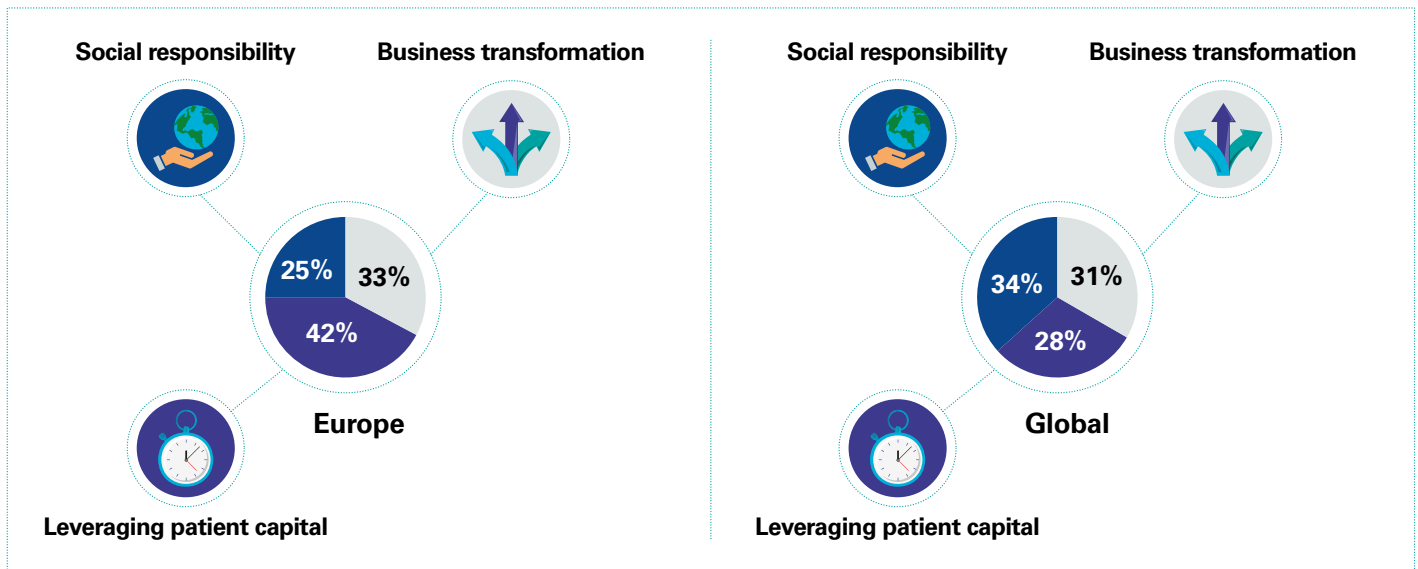 Social responsibility
Business transformation
25%
33%
42%
Europe
Leveraging patient capital
Social responsibility
Business transformation
34%
31%
28%
Global
Leveraging patient capital